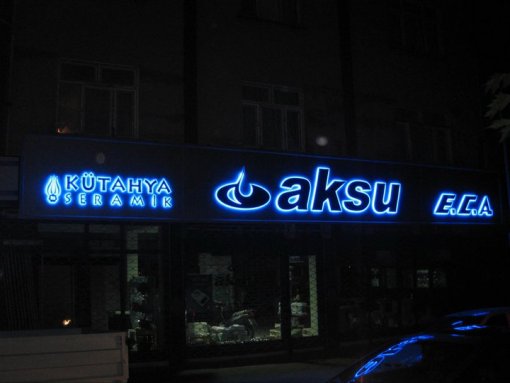 KÜTAHYA
SERAMİK
aksu
E.C.A.